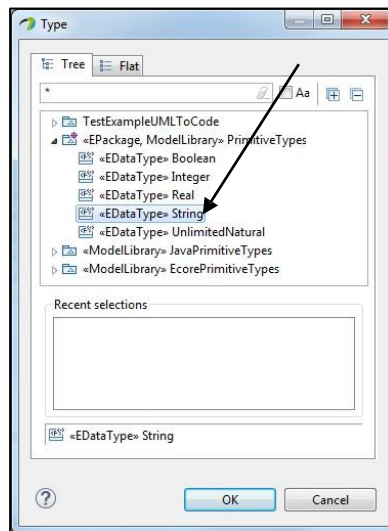 Type
Tree Flat
*
Aa
TestExampleUMLToCode
«EPackage, ModelLibrary» PrimitiveTypes
«EDataType» Boolean
«EDataType» Integer
«EDataType» Real
«EDataType» String
«EDataType» UnlimitedNatural
«ModelLibrary» JavaPrimitiveTypes
«ModelLibrary» EcorePrimitiveTypes
Recent selections
«EDataType» String
? OK Cancel